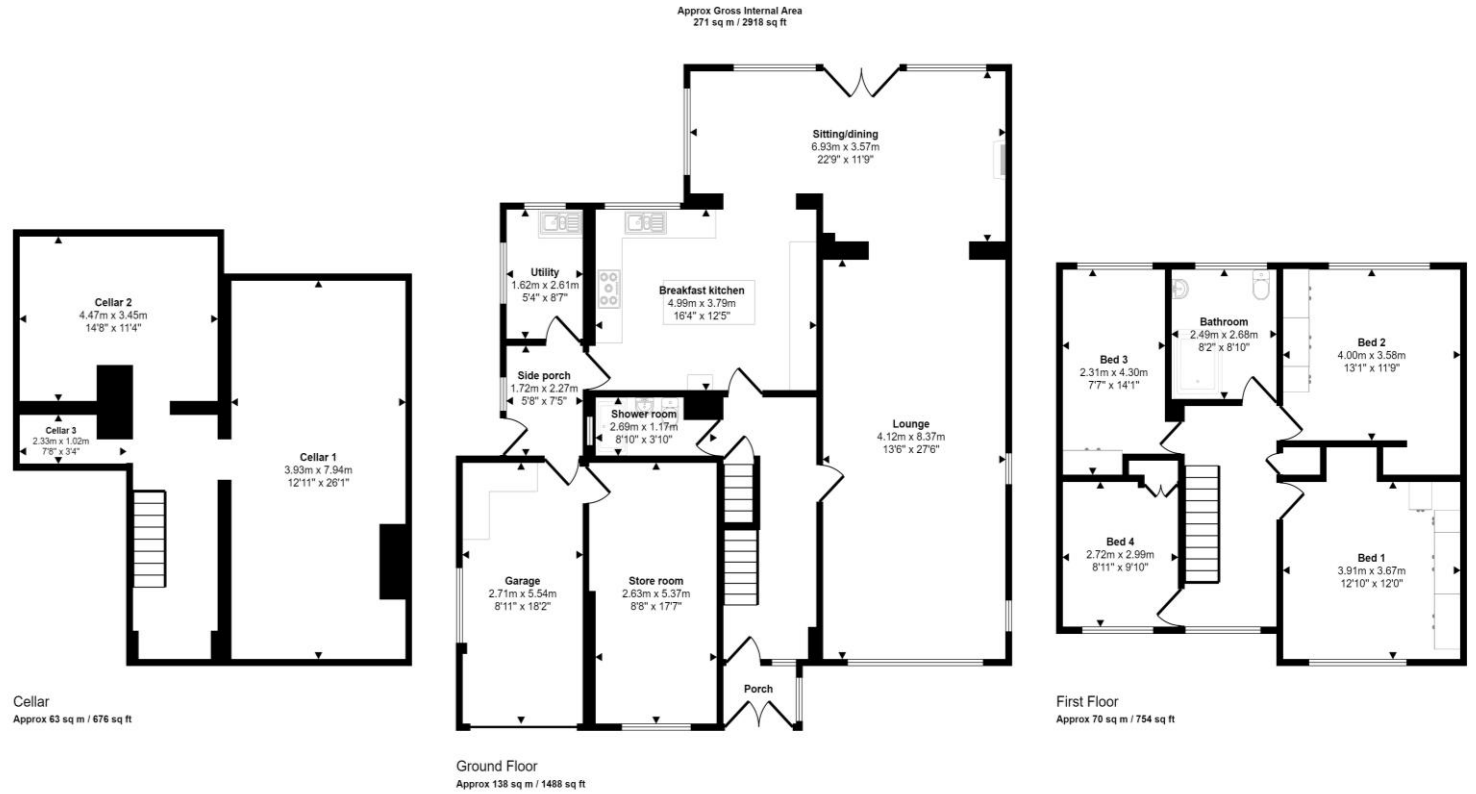 Approx Gross Internal Area
271 sq m / 2918 sq ft
Cellar 2
4.47m x 3.45m
14'8" x 11'4"
Cellar 3
2.33m x 1.02m
7'8" x 3'4"
Cellar 1
3.93m x 7.94m
12'11" x 26'1"
Cellar
Approx 63 sq m / 676 sq ft
Sitting/dining
6.93m x 3.57m
22'9" x 11'9"
Utility
1.62m x 2.61m
5'4" x 8'7"
Breakfast kitchen
4.99m x 3.79m
16'4" x 12'5"
Side porch
1.72m x 2.27m
5'8" x 7'5"
Shower room
2.69m x 1.17m
8'10" x 3'10"
Lounge
4.12m x 8.37m
13'6" x 27'6"
Garage
2.71m x 5.54m
8'11" x 18'2"
Store room
2.63m x 5.37m
8'8" x 17'7"
Porch
Ground Floor
Approx 138 sq m / 1488 sq ft
Bathroom
2.49m x 2.68m
8'2" x 8'10"
Bed 3
2.31m x 4.30m
7'7" x 14'1"
Bed 2
4.00m x 3.58m
13'1" x 11'9"
Bed 4
2.72m x 2.99m
8'11" x 9'10"
Bed 1
3.91m x 3.67m
12'10" x 12'0"
First Floor
Approx 70 sq m / 754 sq ft